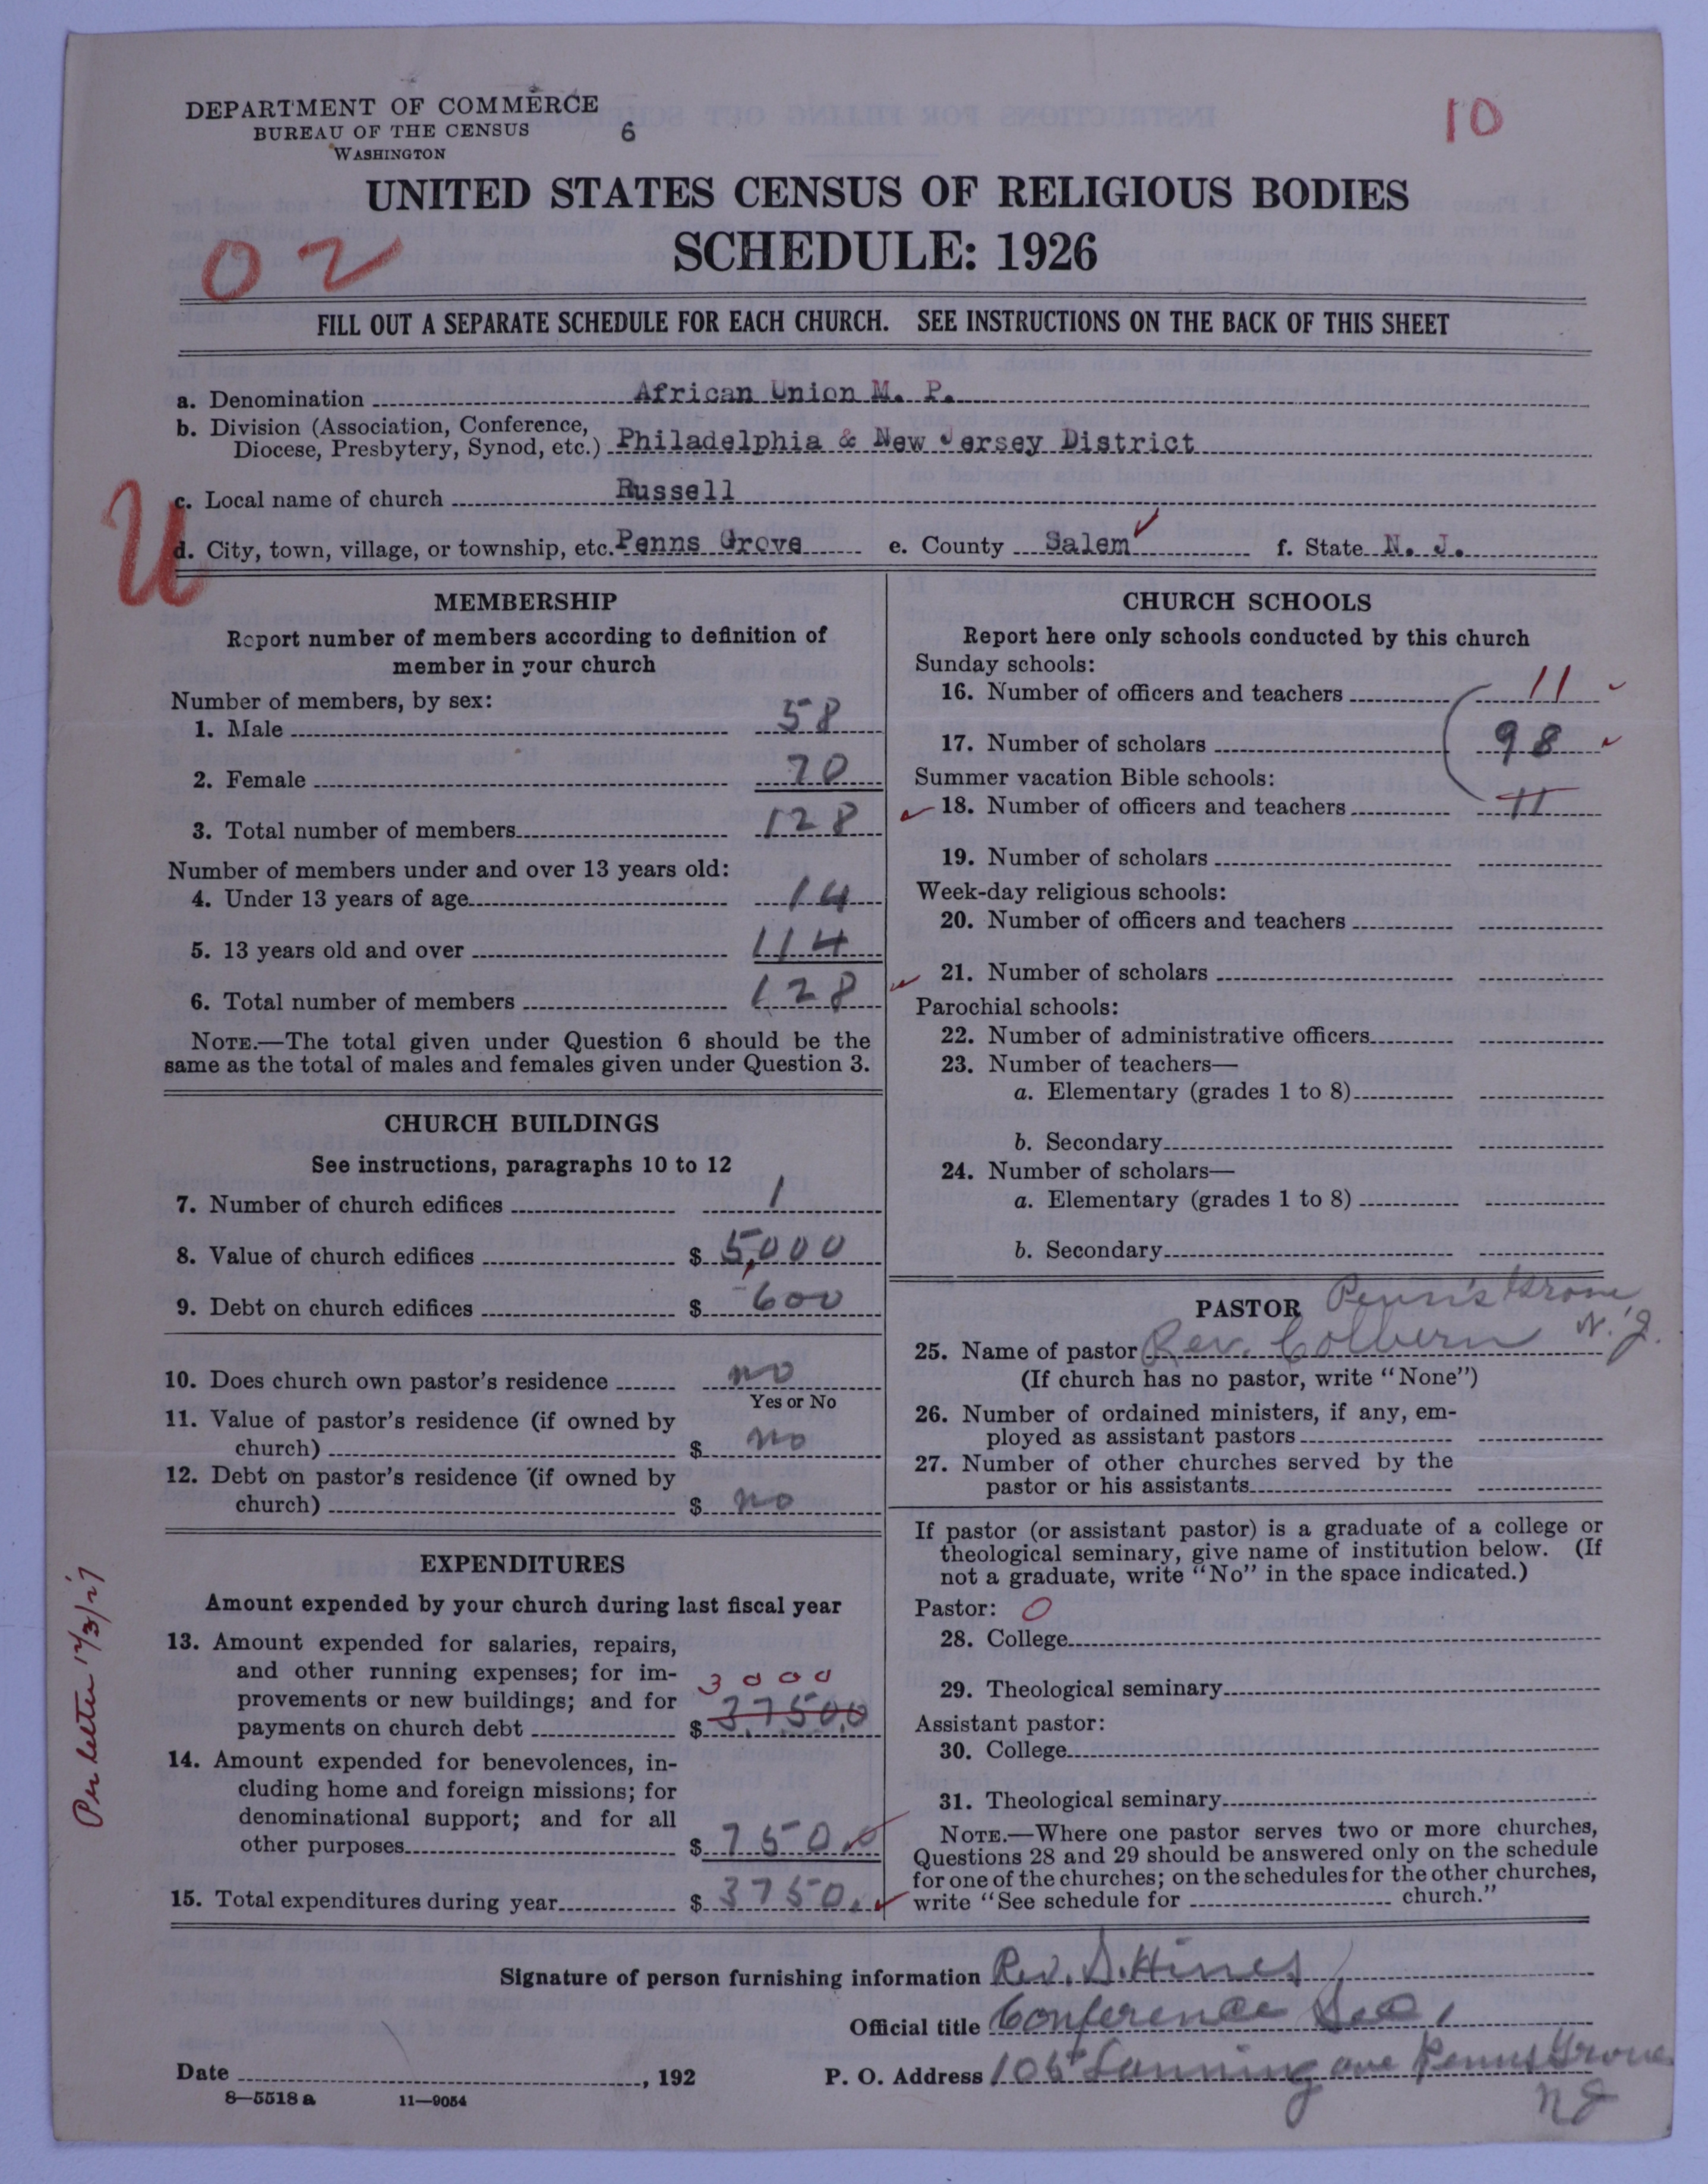 DEPARTMENT OF COMMERCE
BUREAU OF THE CENSUS
WASHINGTON
6
10
UNITED STATES CENSUS OF RELIGIOUS BODIES
SCHEDULE: 1926
02
FILL OUT A SEPARATE SCHEDULE FOR EACH CHURCH. SEE INSTRUCTIONS ON THE BACK OF THIS SHEET
a. Denomination African Union M. P.
b. Division (Association, Conference,
Diocese, Presbytery, Synod, etc.) Philadelphia & New Jersey District
U
c. Local name of church Russell
d. City, town, village, or township, etc. Penns Grove e. County Salem ✓ f. State N. J.
MEMBERSHIP
Report number of members according to definition of
member in your church
Number of members, by sex:
1. Male 58
2. Female 70
3. Total number of members 128
Number of members under and over 13 years old:
4. Under 13 years of age 14
5. 13 years old and over 114
6. Total number of members 128
NOTE.—The total given under Question 6 should be the
same as the total of males and females given under Question 3.
CHURCH BUILDINGS
See instructions, paragraphs 10 to 12
7. Number of church edifices 1
8. Value of church edifices $ 5,000
9. Debt on church edifices $ 600
10. Does church own pastor's residence no
Yes or No
11. Value of pastor's residence (if owned by
church) $ no
12. Debt on pastor's residence (if owned by
church) $ no
EXPENDITURES
Amount expended by your church during last fiscal year
13. Amount expended for salaries, repairs,
and other running expenses; for im-
provements or new buildings; and for 3000
payments on church debt $ 3,750,0
14. Amount expended for benevolences, in-
cluding home and foreign missions; for
denominational support; and for all
other purposes $ 750.0
15. Total expenditures during year $ 3750. ✓
Per letter
CHURCH SCHOOLS
Report here only schools conducted by this church
Sunday schools:
16. Number of officers and teachers 11 ✓
17. Number of scholars 98 ✓
Summer vacation Bible schools:
✓ 18. Number of officers and teachers 11
19. Number of scholars
Week-day religious schools:
20. Number of officers and teachers
✓ 21. Number of scholars
Parochial schools:
22. Number of administrative officers
23. Number of teachers—
a. Elementary (grades 1 to 8)
b. Secondary
24. Number of scholars—
a. Elementary (grades 1 to 8)
b. Secondary
PASTOR Penn's Grove
N. J.
25. Name of pastor Rev. Colbern
(If church has no pastor, write "None")
26. Number of ordained ministers, if any, em-
ployed as assistant pastors
27. Number of other churches served by the
pastor or his assistants
If pastor (or assistant pastor) is a graduate of a college or
theological seminary, give name of institution below. (If
not a graduate, write "No" in the space indicated.)
Pastor: O
28. College
29. Theological seminary
Assistant pastor:
30. College
31. Theological seminary
NOTE.—Where one pastor serves two or more churches,
Questions 28 and 29 should be answered only on the schedule
for one of the churches; on the schedules for the other churches,
write "See schedule for church."
Signature of person furnishing information Rev. S. Hines
Official title Conference Sec.
Date , 192 P. O. Address 106 Lanning ave Penns Grove
NJ
8—5518 a 11—9054